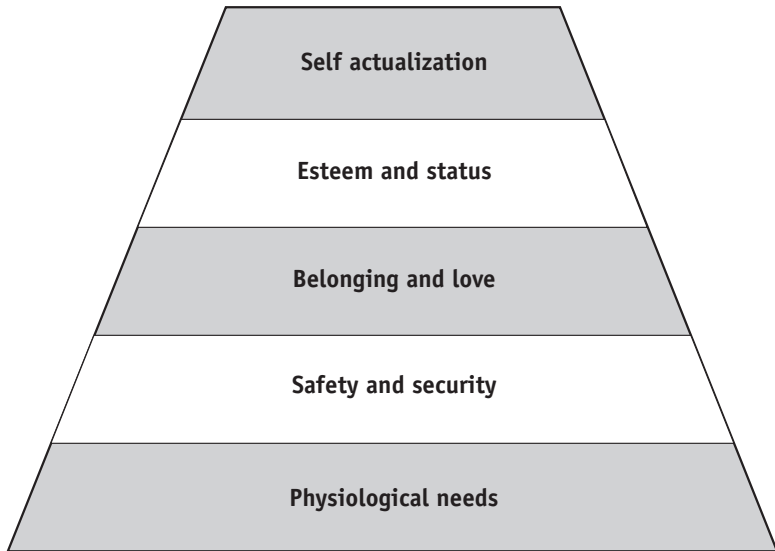 Self actualization
Esteem and status
Belonging and love
Safety and security
Physiological needs